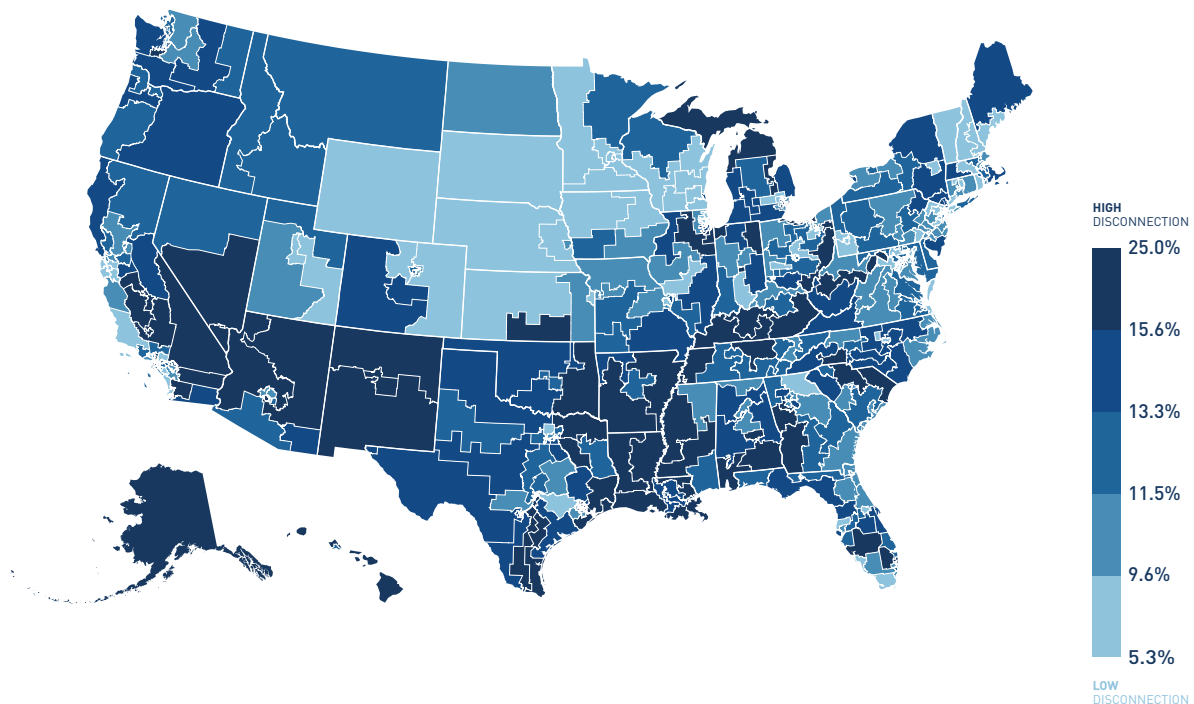 HIGH
DISCONNECTION
25.0%
15.6%
13.3%
11.5%
9.6%
5.3%
LOW
DISCONNECTION